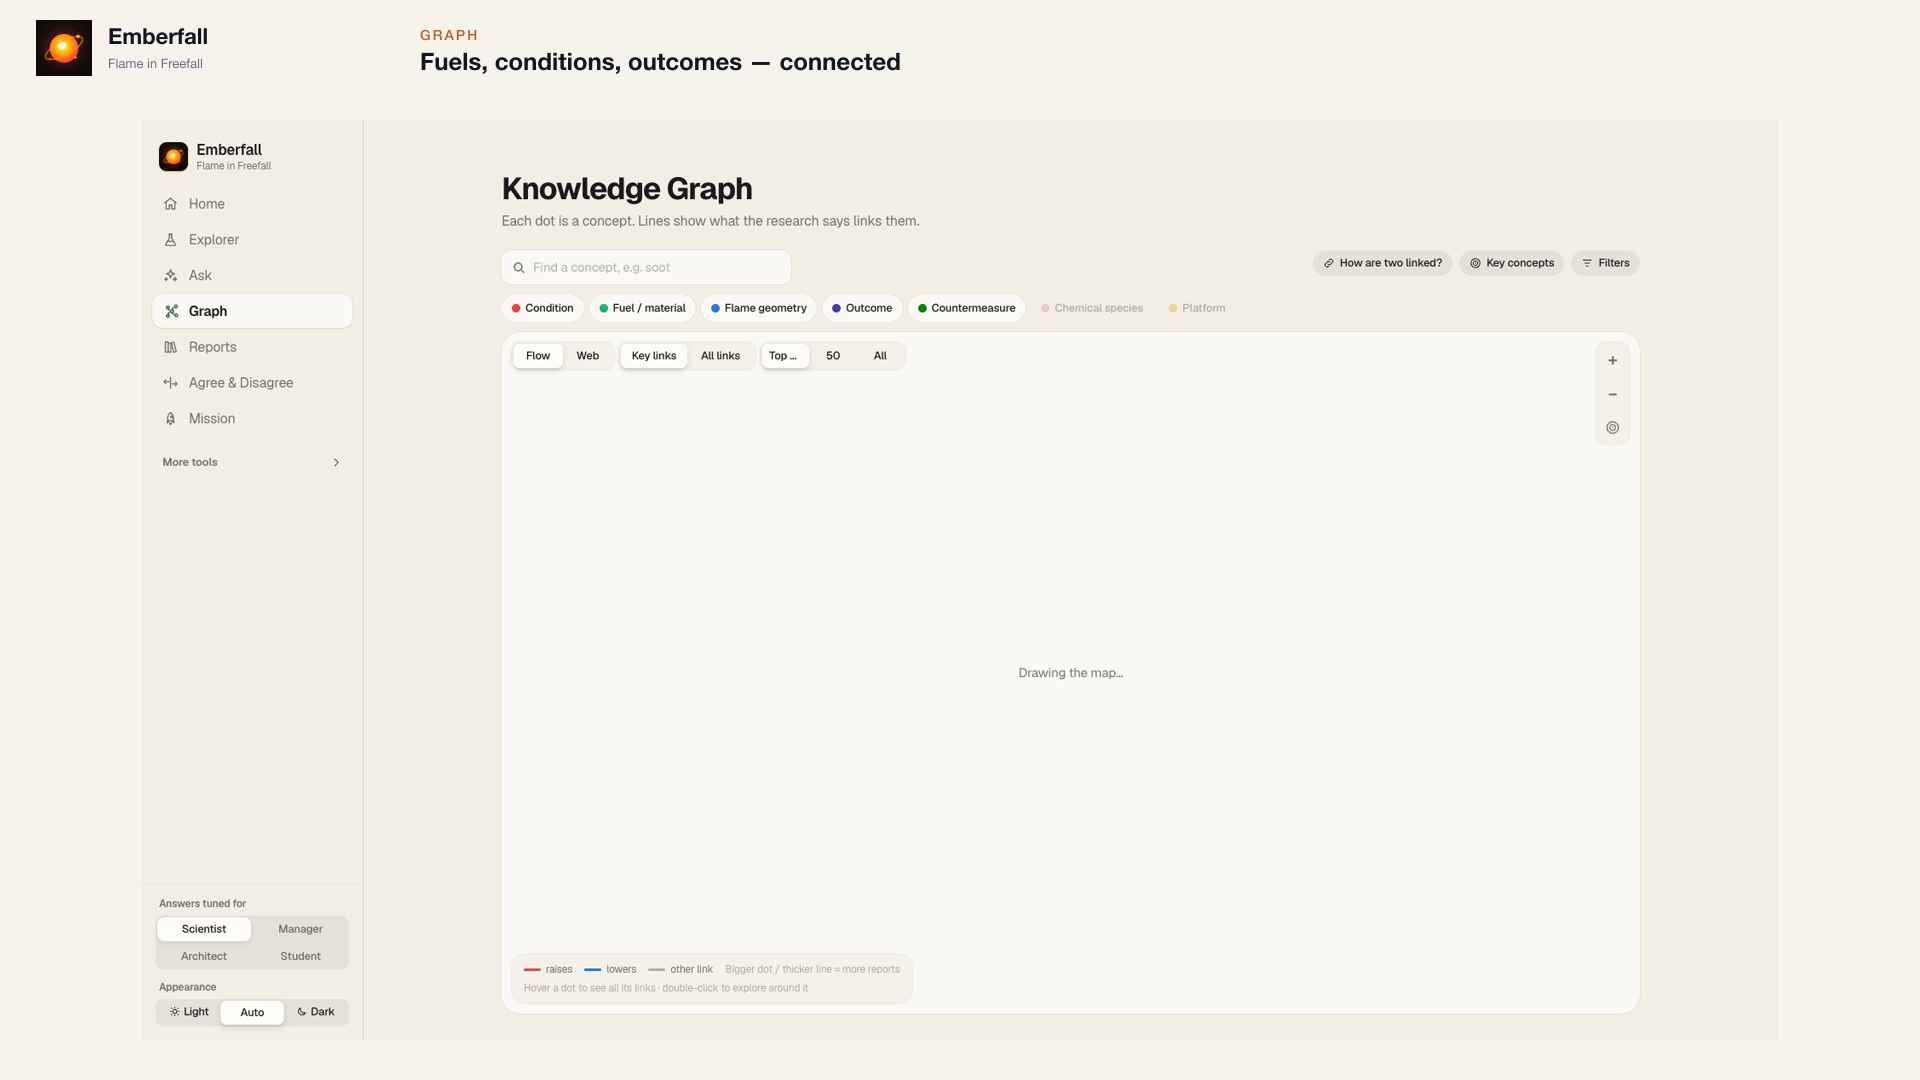 Emberfall
Flame in Freefall
GRAPH
Fuels, conditions, outcomes — connected
Emberfall
Flame in Freefall
Home
Explorer
Ask
Graph
Reports
Agree & Disagree
Mission
More tools
Answers tuned for
Scientist
Manager
Architect
Student
Appearance
Light
Auto
Dark
Knowledge Graph
Each dot is a concept. Lines show what the research says links them.
Find a concept, e.g. soot
How are two linked?
Key concepts
Filters
Condition
Fuel / material
Flame geometry
Outcome
Countermeasure
Chemical species
Platform
Flow
Web
Key links
All links
Top ...
50
All
Drawing the map...
raises
lowers
other link
Bigger dot / thicker line = more reports
Hover a dot to see all its links · double-click to explore around it